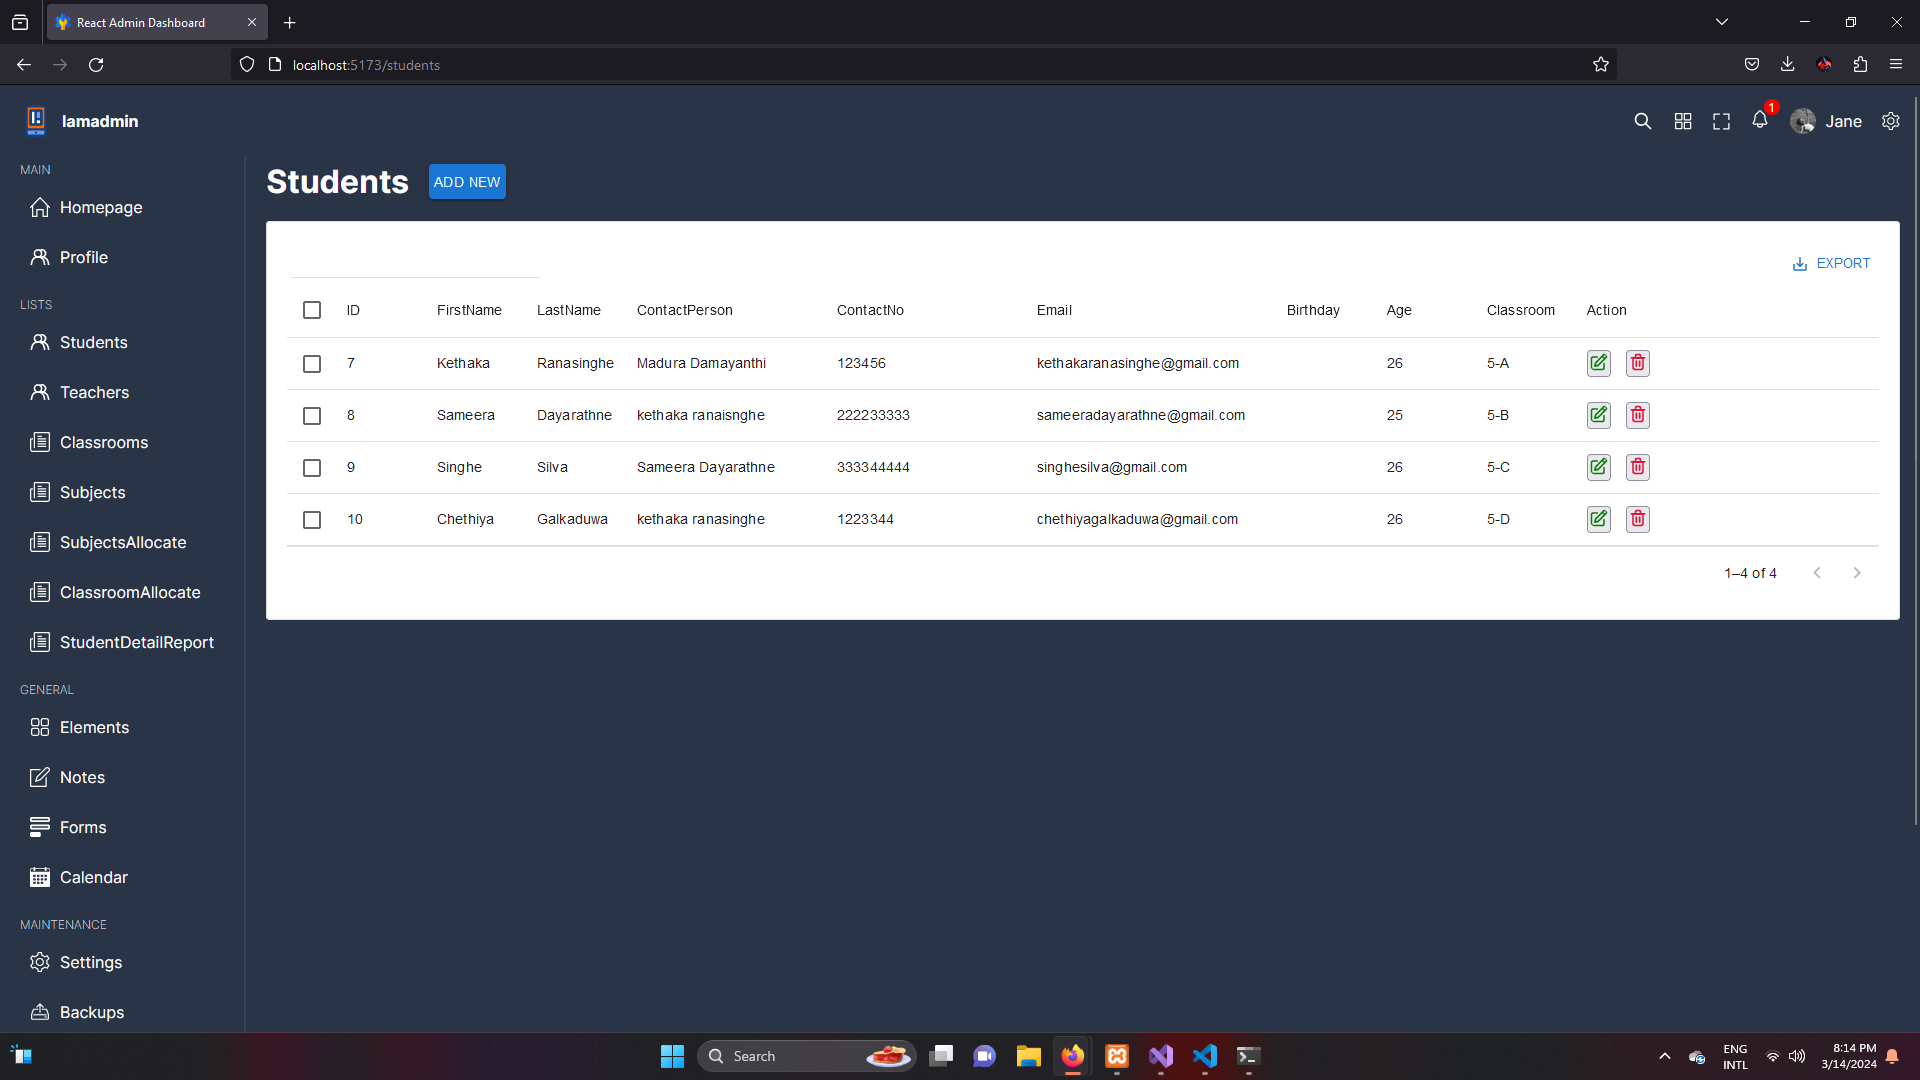 React Admin Dashboard
localhost:5173/students
lamadmin
1
Jane
MAIN
Homepage
Profile
LISTS
Students
Teachers
Classrooms
Subjects
SubjectsAllocate
ClassroomAllocate
StudentDetailReport
GENERAL
Elements
Notes
Forms
Calendar
MAINTENANCE
Settings
Backups
Students ADD NEW
EXPORT
ID FirstName LastName ContactPerson ContactNo Email Birthday Age Classroom Action
7 Kethaka Ranasinghe Madura Damayanthi 123456 kethakaranasinghe@gmail.com 26 5-A
8 Sameera Dayarathne kethaka ranaisnghe 222233333 sameeradayarathne@gmail.com 25 5-B
9 Singhe Silva Sameera Dayarathne 333344444 singhesilva@gmail.com 26 5-C
10 Chethiya Galkaduwa kethaka ranasinghe 1223344 chethiyagalkaduwa@gmail.com 26 5-D
1–4 of 4
Search
ENG
INTL
8:14 PM
3/14/2024